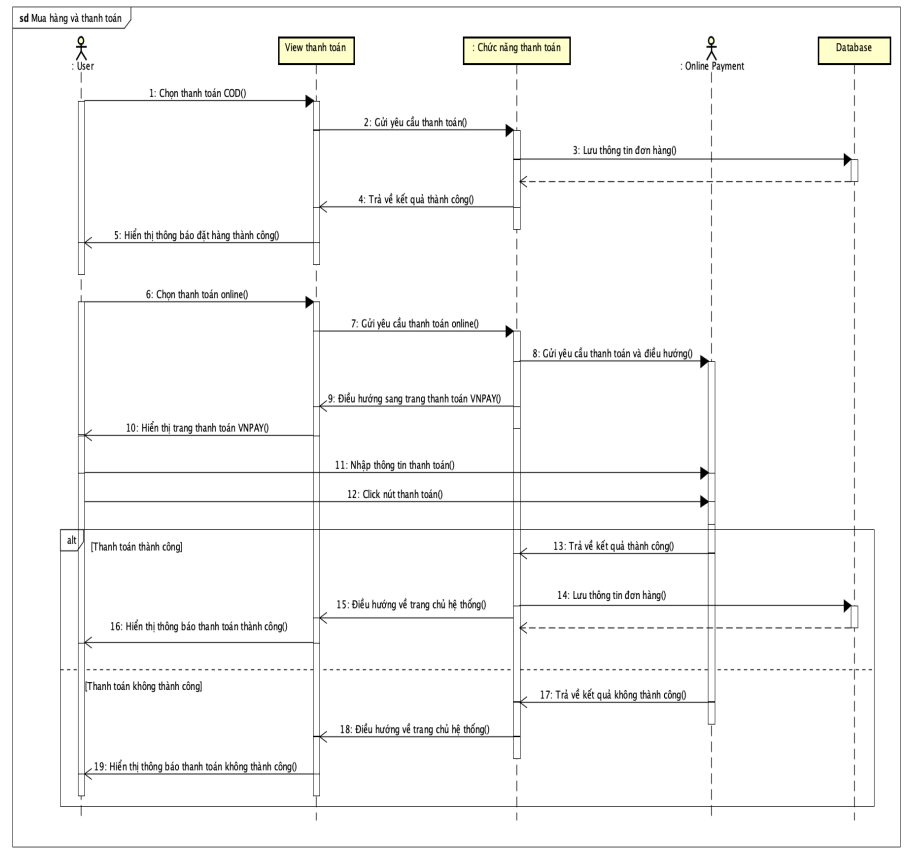 sd Mua hàng và thanh toán
: User
View thanh toán
: Chức năng thanh toán
: Online Payment
Database
1: Chọn thanh toán COD()
2: Gửi yêu cầu thanh toán()
3: Lưu thông tin đơn hàng()
4: Trả về kết quả thành công()
5: Hiển thị thông báo đặt hàng thành công()
6: Chọn thanh toán online()
7: Gửi yêu cầu thanh toán online()
8: Gửi yêu cầu thanh toán và điều hướng()
9: Điều hướng sang trang thanh toán VNPAY()
10: Hiển thị trang thanh toán VNPAY()
11: Nhập thông tin thanh toán()
12: Click nút thanh toán()
alt
[Thanh toán thành công]
13: Trả về kết quả thành công()
14: Lưu thông tin đơn hàng()
15: Điều hướng về trang chủ hệ thống()
16: Hiển thị thông báo thanh toán thành công()
[Thanh toán không thành công]
17: Trả về kết quả không thành công()
18: Điều hướng về trang chủ hệ thống()
19: Hiển thị thông báo thanh toán không thành công()